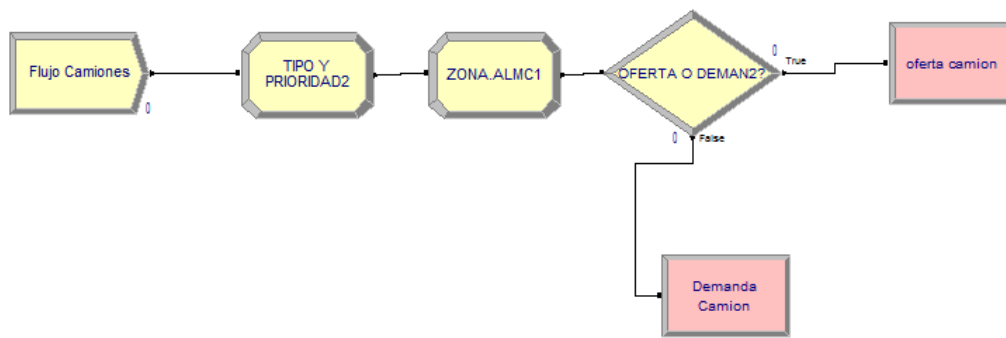 Flujo Camiones
0
TIPO Y
PRIORIDAD2
ZONA.ALMC1
OFERTA O DEMAN2?
0
True
oferta camion
0
False
Demanda
Camion